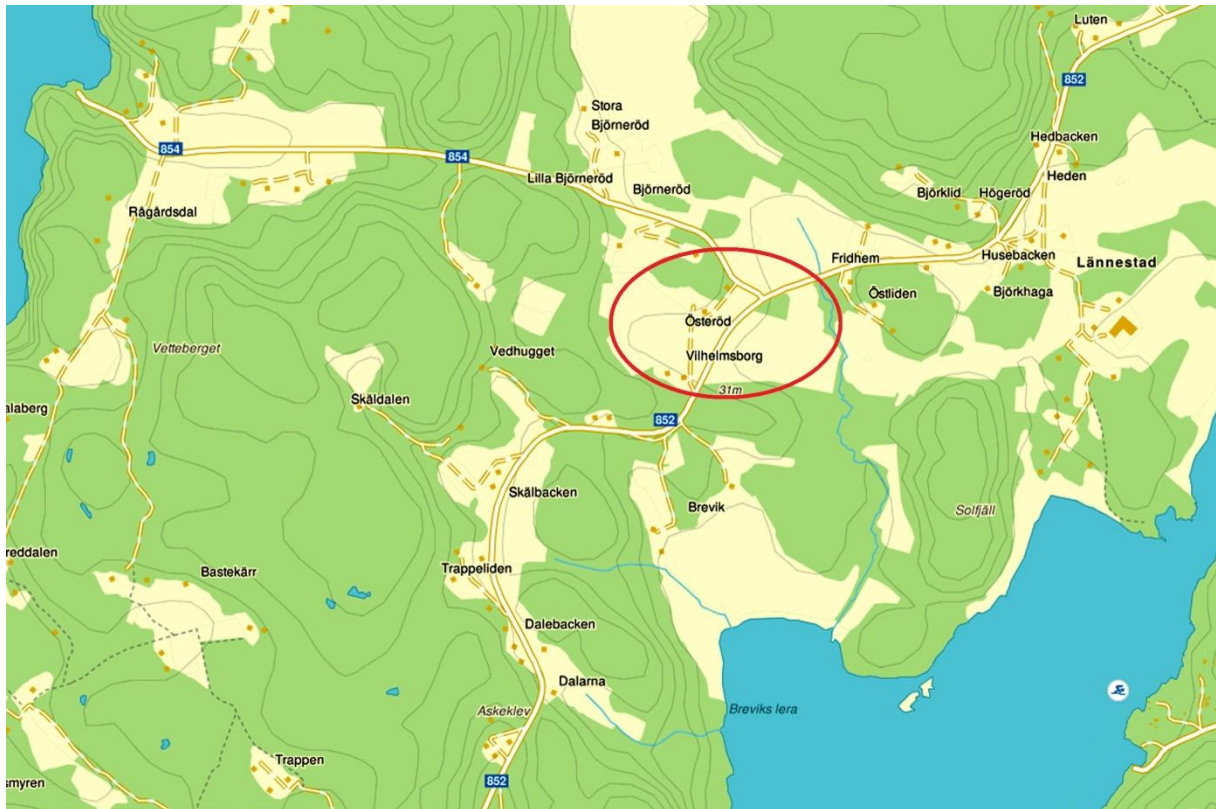 Luten
852
Stora
Björneröd
Hedbacken
854
854
Lilla Björneröd
Björneröd
Heden
Björklid
Högeröd
Rågårdsdal
Fridhem
Husebacken
Lännestad
Östliden
Björkhaga
Österöd
Vetteberget
Vedhugget
Vilhelmsborg
31m
Skäldalen
alaberg
852
Skälbacken
Brevik
Solfjäll
reddalen
Bastekärr
Trappeliden
Dalebacken
Dalarna
Askeklev
Breviks lera
Trappen
852
smyren